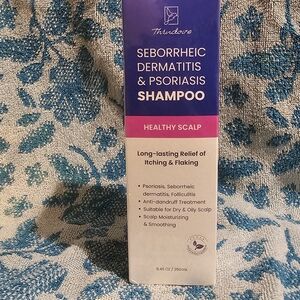 Thindove
SEBORRHEIC
DERMATITIS
& PSORIASIS
SHAMPOO
HEALTHY SCALP
Long-lasting Relief of
Itching & Flaking
• Psoriasis, Seborrheic
dermatitis, Folliculitis
• Anti-dandruff Treatment
• Suitable for Dry & Oily Scalp
• Scalp Moisturizing
& Smoothing